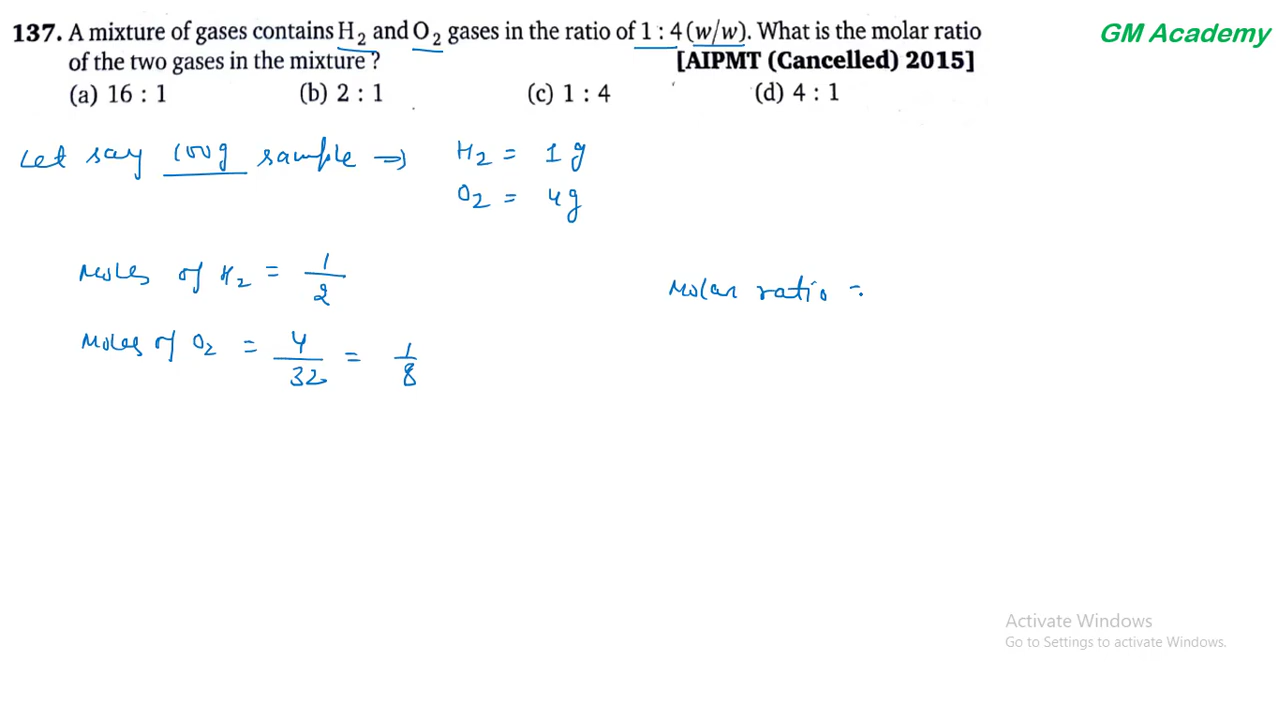 137. A mixture of gases contains H₂ and O₂ gases in the ratio of 1 : 4 (w/w). What is the molar ratio
GM Academy
of the two gases in the mixture ?
[AIPMT (Cancelled) 2015]
(a) 16 : 1 (b) 2 : 1 (c) 1 : 4 (d) 4 : 1
Let say 100g sample ⇒ H₂ = 1 g
O₂ = 4g
Moles of H₂ = 1/2
Molar ratio =
Moles of O₂ = 4/32 = 1/8
Activate Windows
Go to Settings to activate Windows.